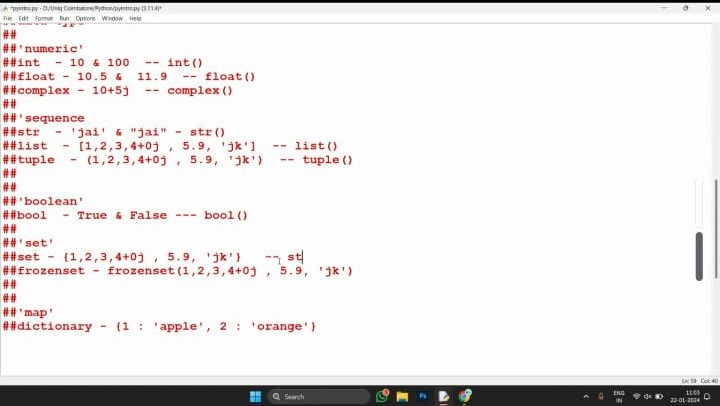 *pyintro.py - D:/Uniq Coimbatore/Python/pyintro.py (3.11.4)*
File Edit Format Run Options Window Help
##
##'numeric'
##int - 10 & 100 -- int()
##float - 10.5 & 11.9 -- float()
##complex - 10+5j -- complex()
##
##'sequence
##str - 'jai' & "jai" - str()
##list - [1,2,3,4+0j , 5.9, 'jk'] -- list()
##tuple - (1,2,3,4+0j , 5.9, 'jk') -- tuple()
##
##
##'boolean'
##bool - True & False --- bool()
##
##'set'
##set - {1,2,3,4+0j , 5.9, 'jk'} -- st
##frozenset - frozenset(1,2,3,4+0j , 5.9, 'jk')
##
##
##'map'
##dictionary - {1 : 'apple', 2 : 'orange'}
Ln: 59 Col: 40
Search
ENG
IN
11:03
22-01-2024